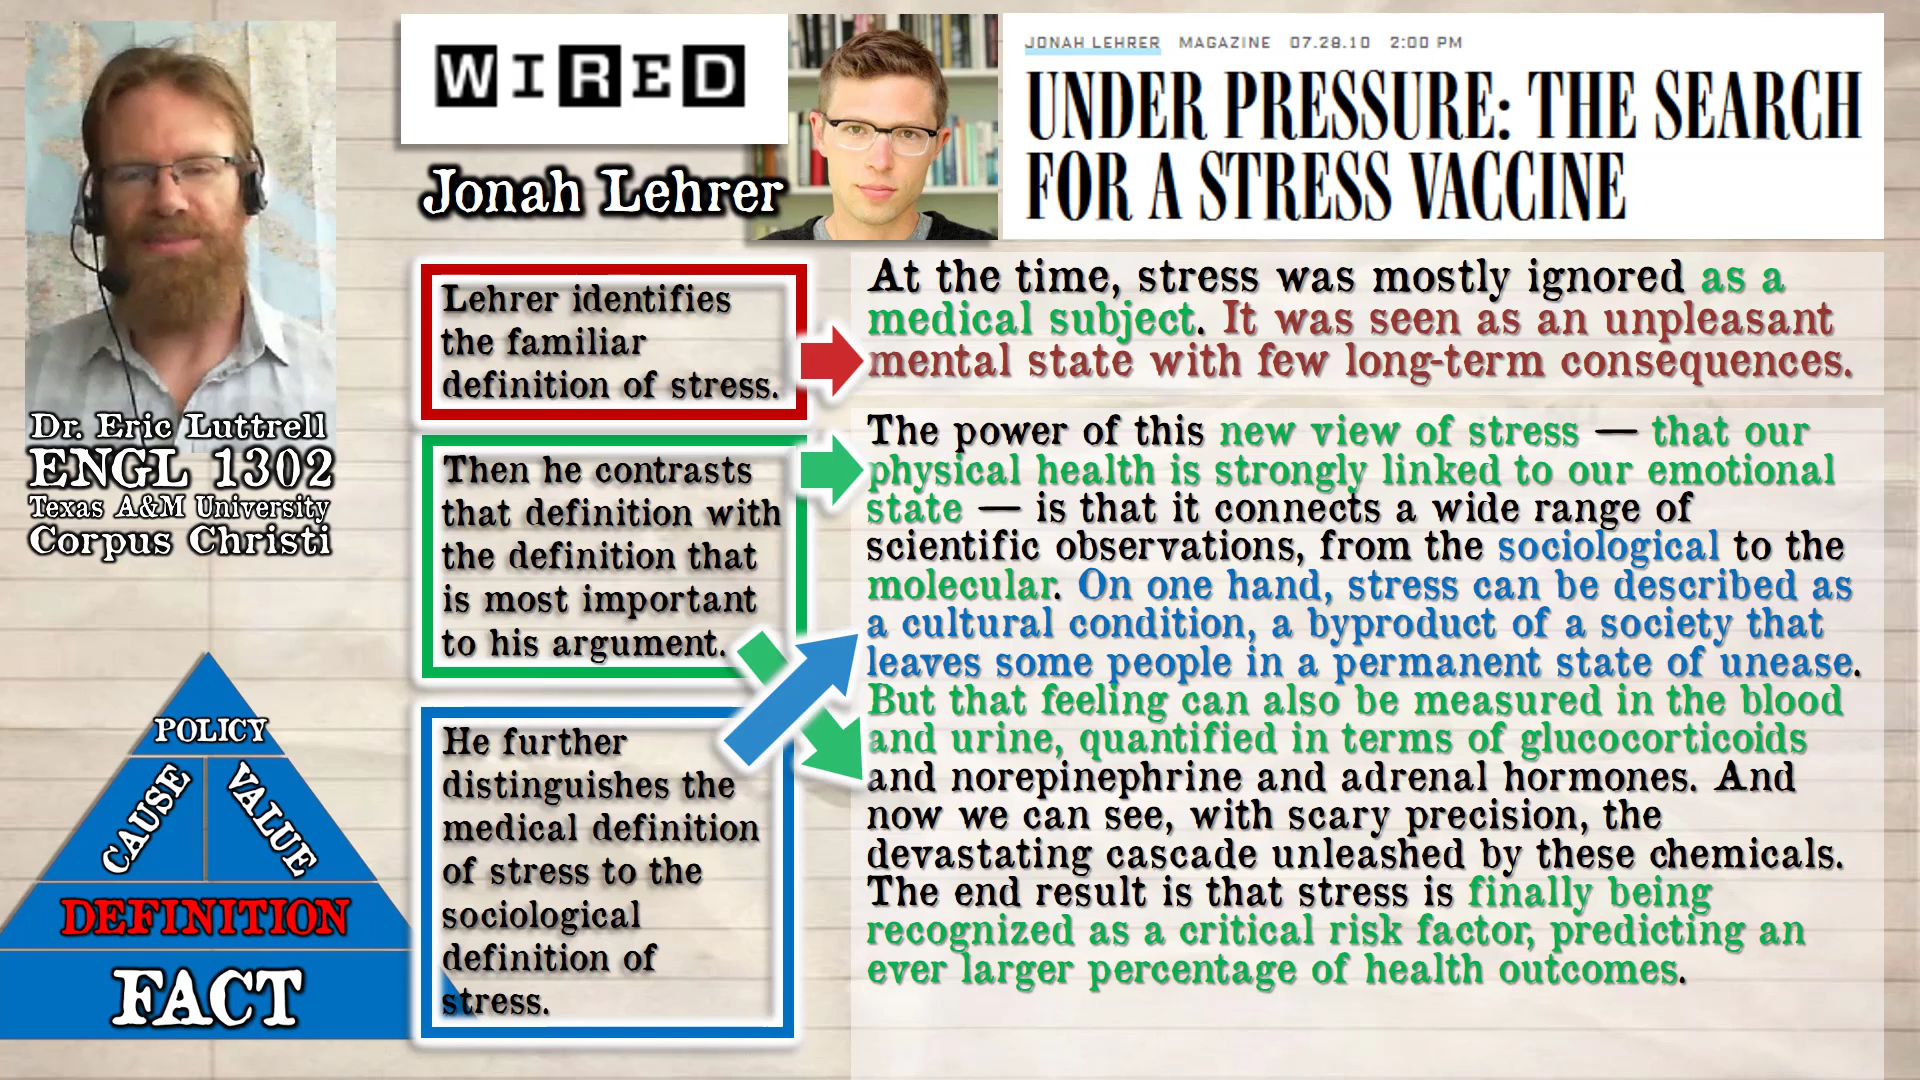 WIRED
Jonah Lehrer
JONAH LEHRER MAGAZINE 07.28.10 2:00 PM
UNDER PRESSURE: THE SEARCH
FOR A STRESS VACCINE
Dr. Eric Luttrell
ENGL 1302
Texas A&M University
Corpus Christi
POLICY
CAUSE
VALUE
DEFINITION
FACT
Lehrer identifies
the familiar
definition of stress.
Then he contrasts
that definition with
the definition that
is most important
to his argument.
He further
distinguishes the
medical definition
of stress to the
sociological
definition of
stress.
At the time, stress was mostly ignored as a
medical subject. It was seen as an unpleasant
mental state with few long-term consequences.
The power of this new view of stress — that our
physical health is strongly linked to our emotional
state — is that it connects a wide range of
scientific observations, from the sociological to the
molecular. On one hand, stress can be described as
a cultural condition, a byproduct of a society that
leaves some people in a permanent state of unease.
But that feeling can also be measured in the blood
and urine, quantified in terms of glucocorticoids
and norepinephrine and adrenal hormones. And
now we can see, with scary precision, the
devastating cascade unleashed by these chemicals.
The end result is that stress is finally being
recognized as a critical risk factor, predicting an
ever larger percentage of health outcomes.